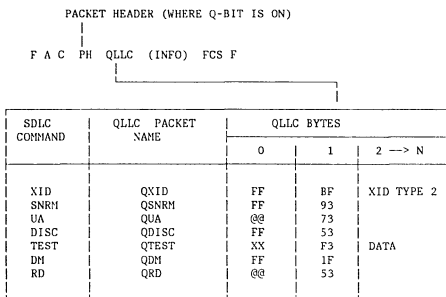 PACKET HEADER (WHERE Q-BIT IS ON)
F A C PH QLLC (INFO) FCS F
SDLC COMMAND QLLC PACKET NAME QLLC BYTES
0 1 2 --> N
XID QXID FF BF XID TYPE 2
SNRM QSNRM FF 93
UA QUA @@ 73
DISC QDISC FF 53
TEST QTEST XX F3 DATA
DM QDM FF 1F
RD QRD @@ 53